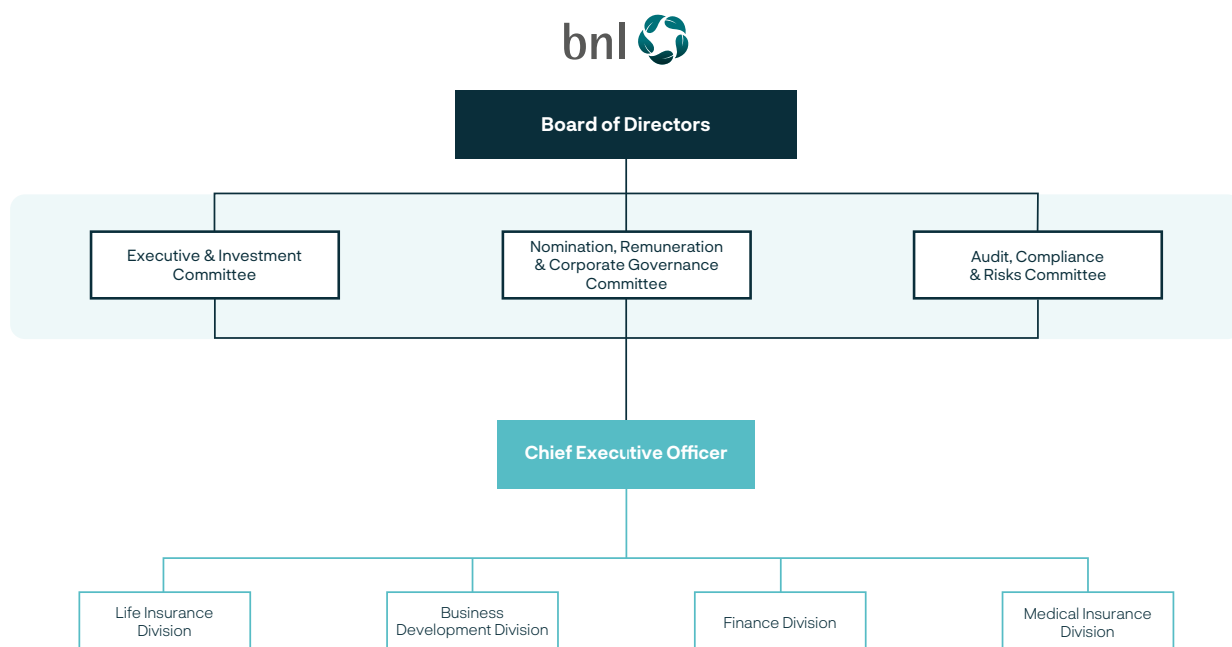 bnl
Board of Directors
Executive & Investment
Committee
Nomination, Remuneration
& Corporate Governance
Committee
Audit, Compliance
& Risks Committee
Chief Executive Officer
Life Insurance
Division
Business
Development Division
Finance Division
Medical Insurance
Division